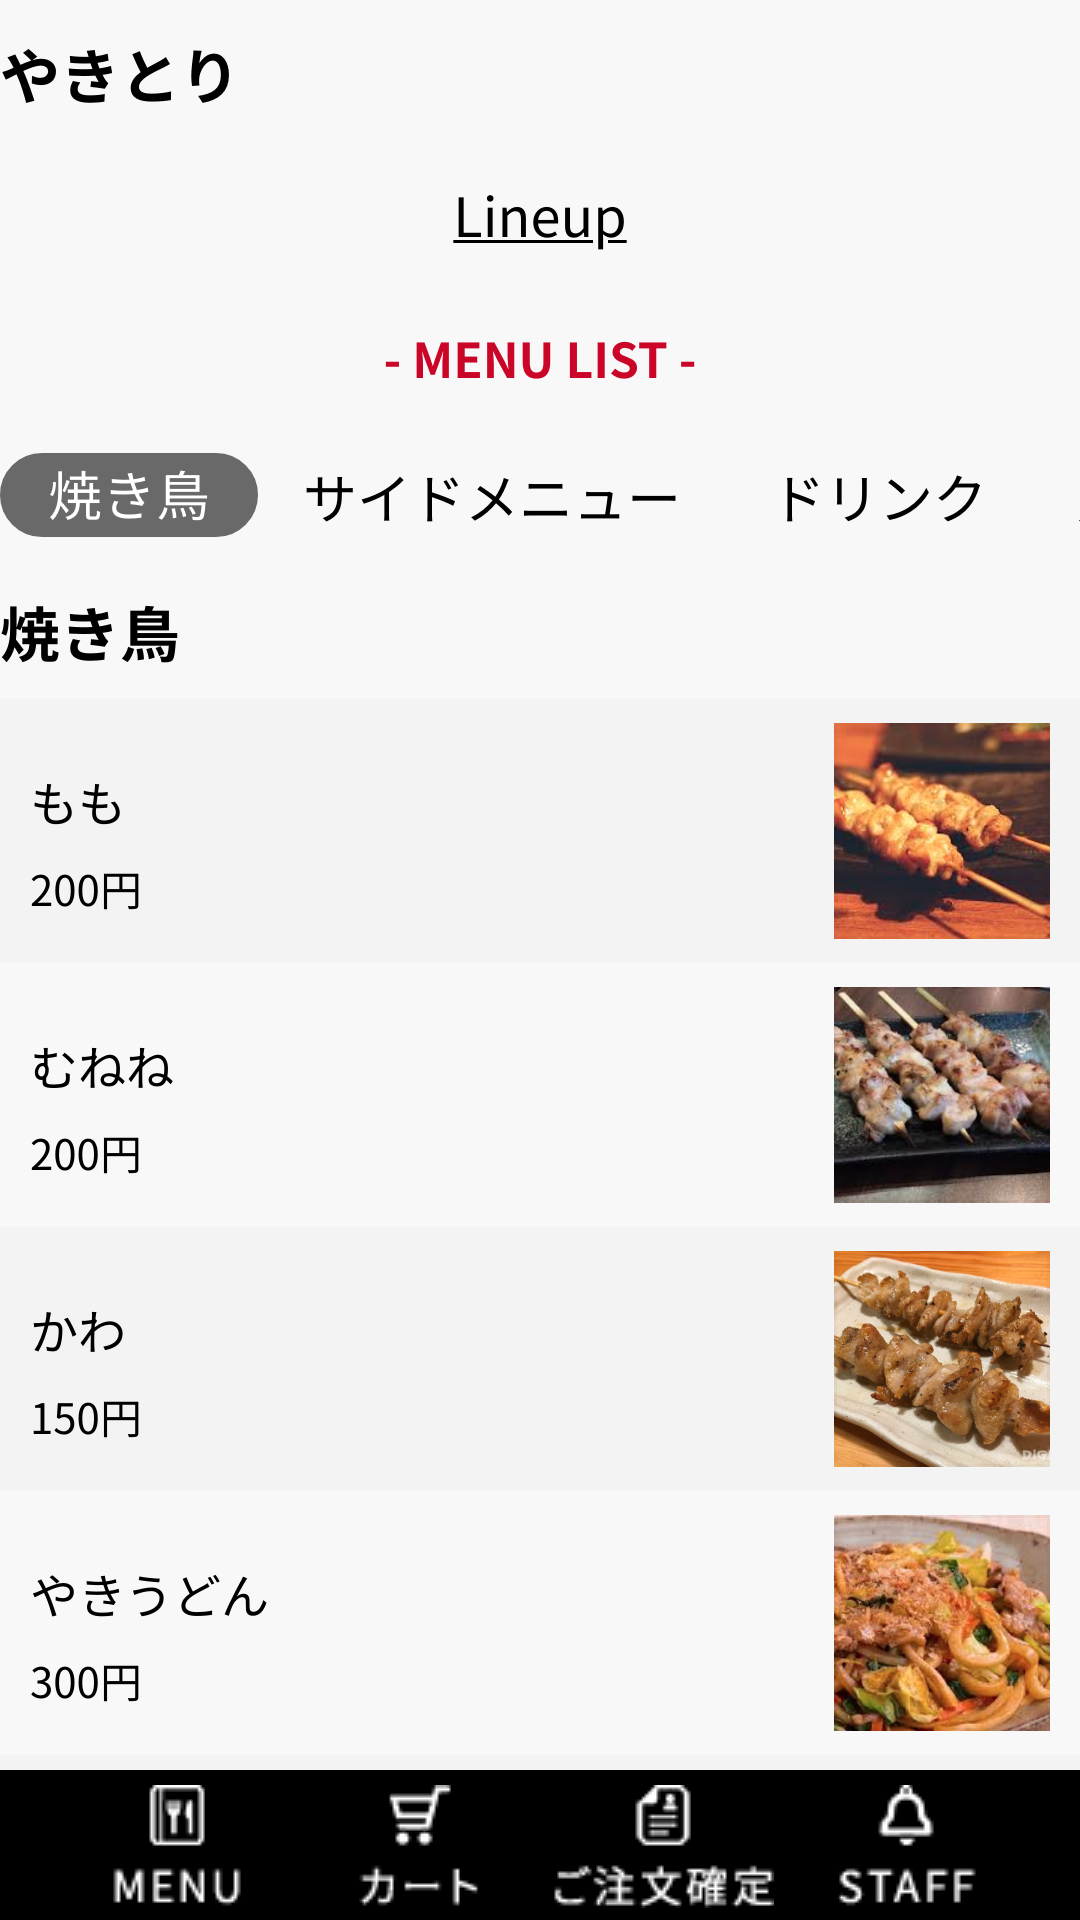 やきとり
Lineup
- MENU LIST -
焼き鳥 サイドメニュー ドリンク
焼き鳥
もも
200円
むねね
200円
かわ
150円
やきうどん
300円
MENU カート ご注文確定 STAFF